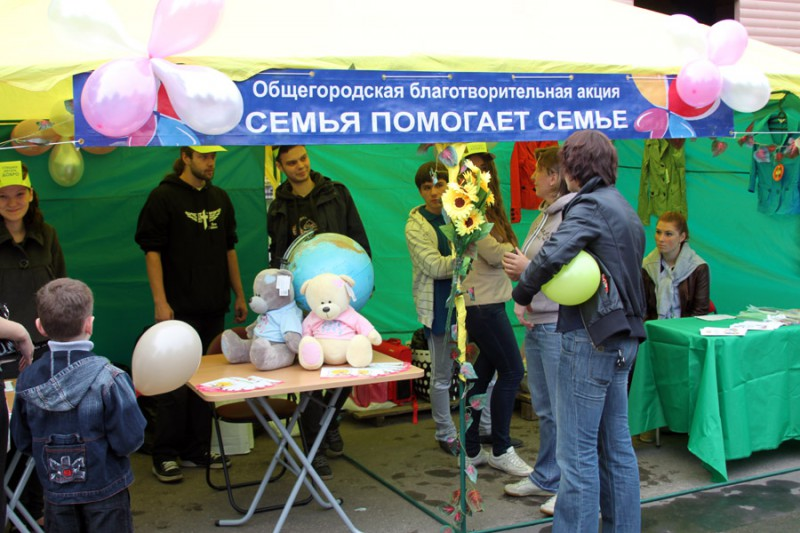 Общегородская благотворительная акция
СЕМЬЯ ПОМОГАЕТ СЕМЬЕ